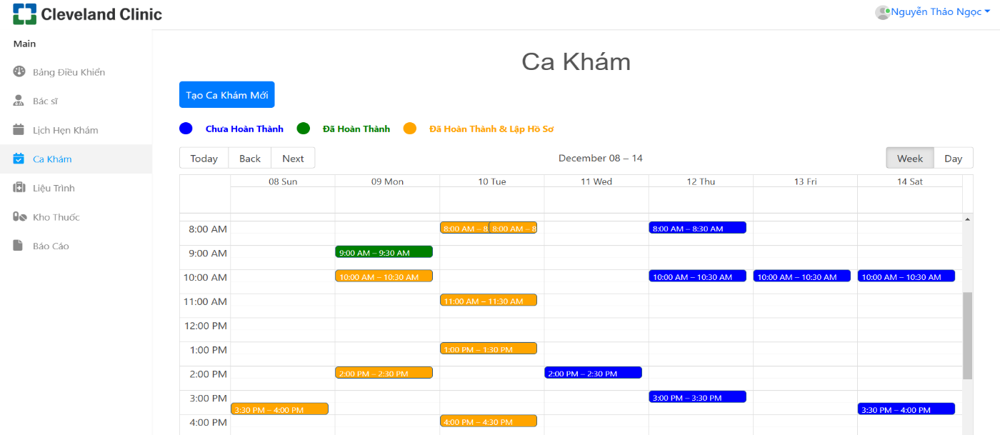 Cleveland Clinic
Nguyễn Thảo Ngọc
Main
Bảng Điều Khiển
Bác sĩ
Lịch Hẹn Khám
Ca Khám
Liệu Trình
Kho Thuốc
Báo Cáo
Ca Khám
Tạo Ca Khám Mới
Chưa Hoàn Thành Đã Hoàn Thành Đã Hoàn Thành & Lập Hồ Sơ
Today Back Next December 08 – 14 Week Day
08 Sun 09 Mon 10 Tue 11 Wed 12 Thu 13 Fri 14 Sat
8:00 AM 8:00 AM – 8 8:00 AM – 8 8:00 AM – 8:30 AM
9:00 AM 9:00 AM – 9:30 AM
10:00 AM 10:00 AM – 10:30 AM 10:00 AM – 10:30 AM 10:00 AM – 10:30 AM 10:00 AM – 10:30 AM
11:00 AM 11:00 AM – 11:30 AM
12:00 PM
1:00 PM 1:00 PM – 1:30 PM
2:00 PM 2:00 PM – 2:30 PM 2:00 PM – 2:30 PM
3:00 PM 3:00 PM – 3:30 PM
3:30 PM – 4:00 PM 3:30 PM – 4:00 PM
4:00 PM 4:00 PM – 4:30 PM